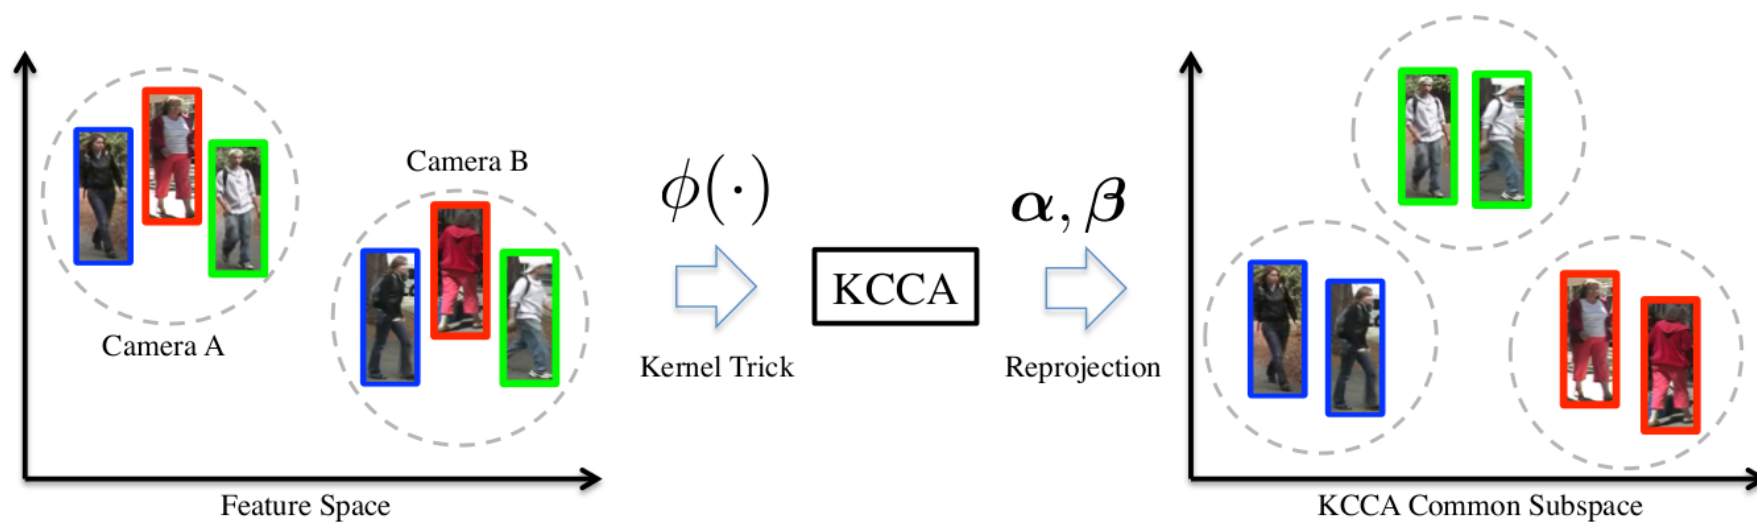 Camera A
Camera B
Feature Space
ϕ(·)
Kernel Trick
KCCA
α, β
Reprojection
KCCA Common Subspace